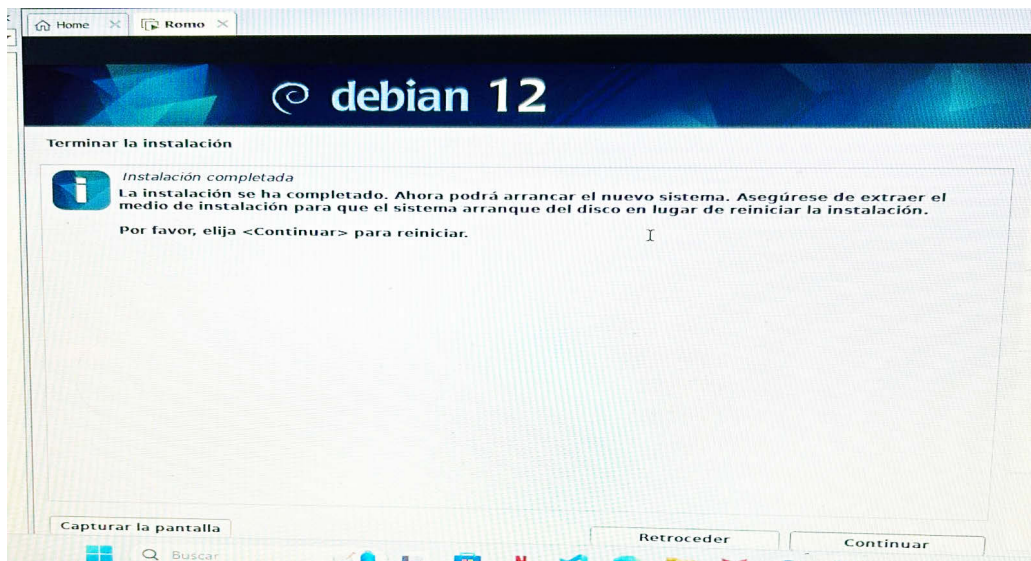 Home
Romo
debian 12
Terminar la instalación
Instalación completada
La instalación se ha completado. Ahora podrá arrancar el nuevo sistema. Asegúrese de extraer el
medio de instalación para que el sistema arranque del disco en lugar de reiniciar la instalación.
Por favor, elija <Continuar> para reiniciar.
Capturar la pantalla
Retroceder
Continuar
Buscar